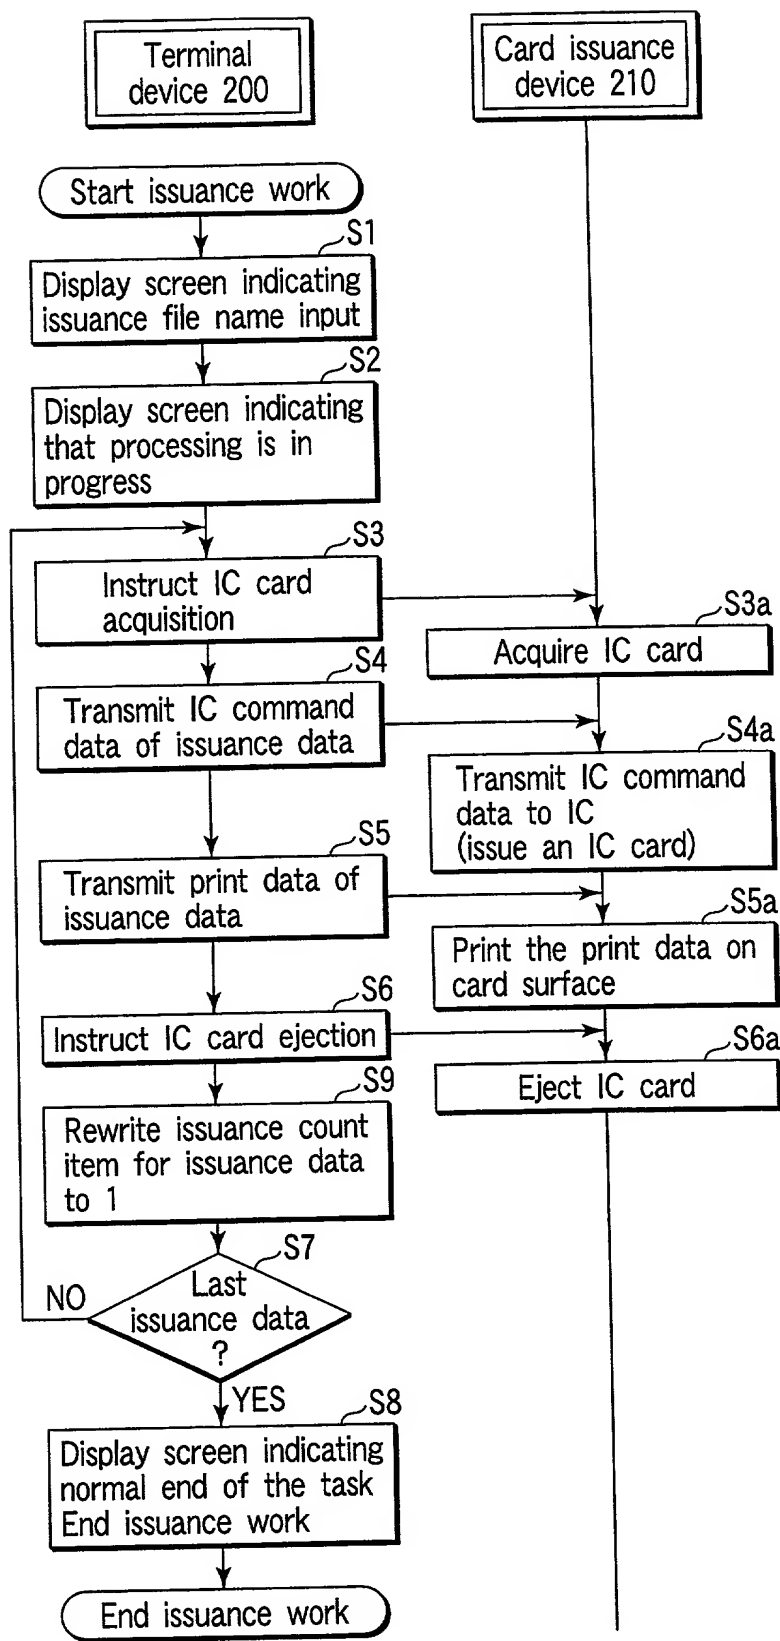 Terminal
device 200
Card issuance
device 210
Start issuance work
S1
Display screen indicating
issuance file name input
S2
Display screen indicating
that processing is in
progress
S3
Instruct IC card
acquisition
S3a
Acquire IC card
S4
Transmit IC command
data of issuance data
S4a
Transmit IC command
data to IC
(issue an IC card)
S5
Transmit print data of
issuance data
S5a
Print the print data on
card surface
S6
Instruct IC card ejection
S6a
Eject IC card
S9
Rewrite issuance count
item for issuance data
to 1
S7
Last
issuance data
?
NO
YES
S8
Display screen indicating
normal end of the task
End issuance work
End issuance work